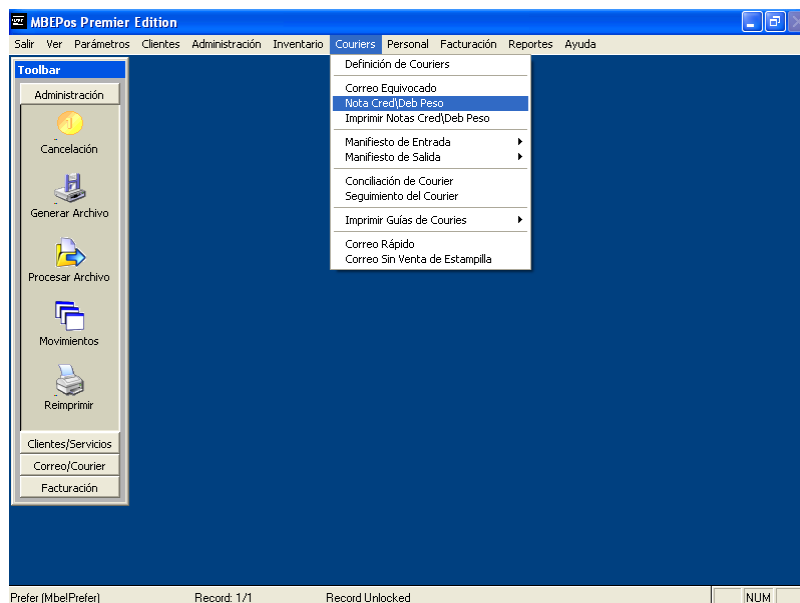 MBEPos Premier Edition
Salir Ver Parámetros Clientes Administración Inventario Couriers Personal Facturación Reportes Ayuda
Toolbar
Administración
Cancelación
Generar Archivo
Procesar Archivo
Movimientos
Reimprimir
Clientes/Servicios
Correo/Courier
Facturación
Definición de Couriers
Correo Equivocado
Nota Cred\Deb Peso
Imprimir Notas Cred\Deb Peso
Manifiesto de Entrada
Manifiesto de Salida
Conciliación de Courier
Seguimiento del Courier
Imprimir Guías de Couries
Correo Rápido
Correo Sin Venta de Estampilla
Prefer (Mbe!Prefer) Record: 1/1 Record Unlocked NUM